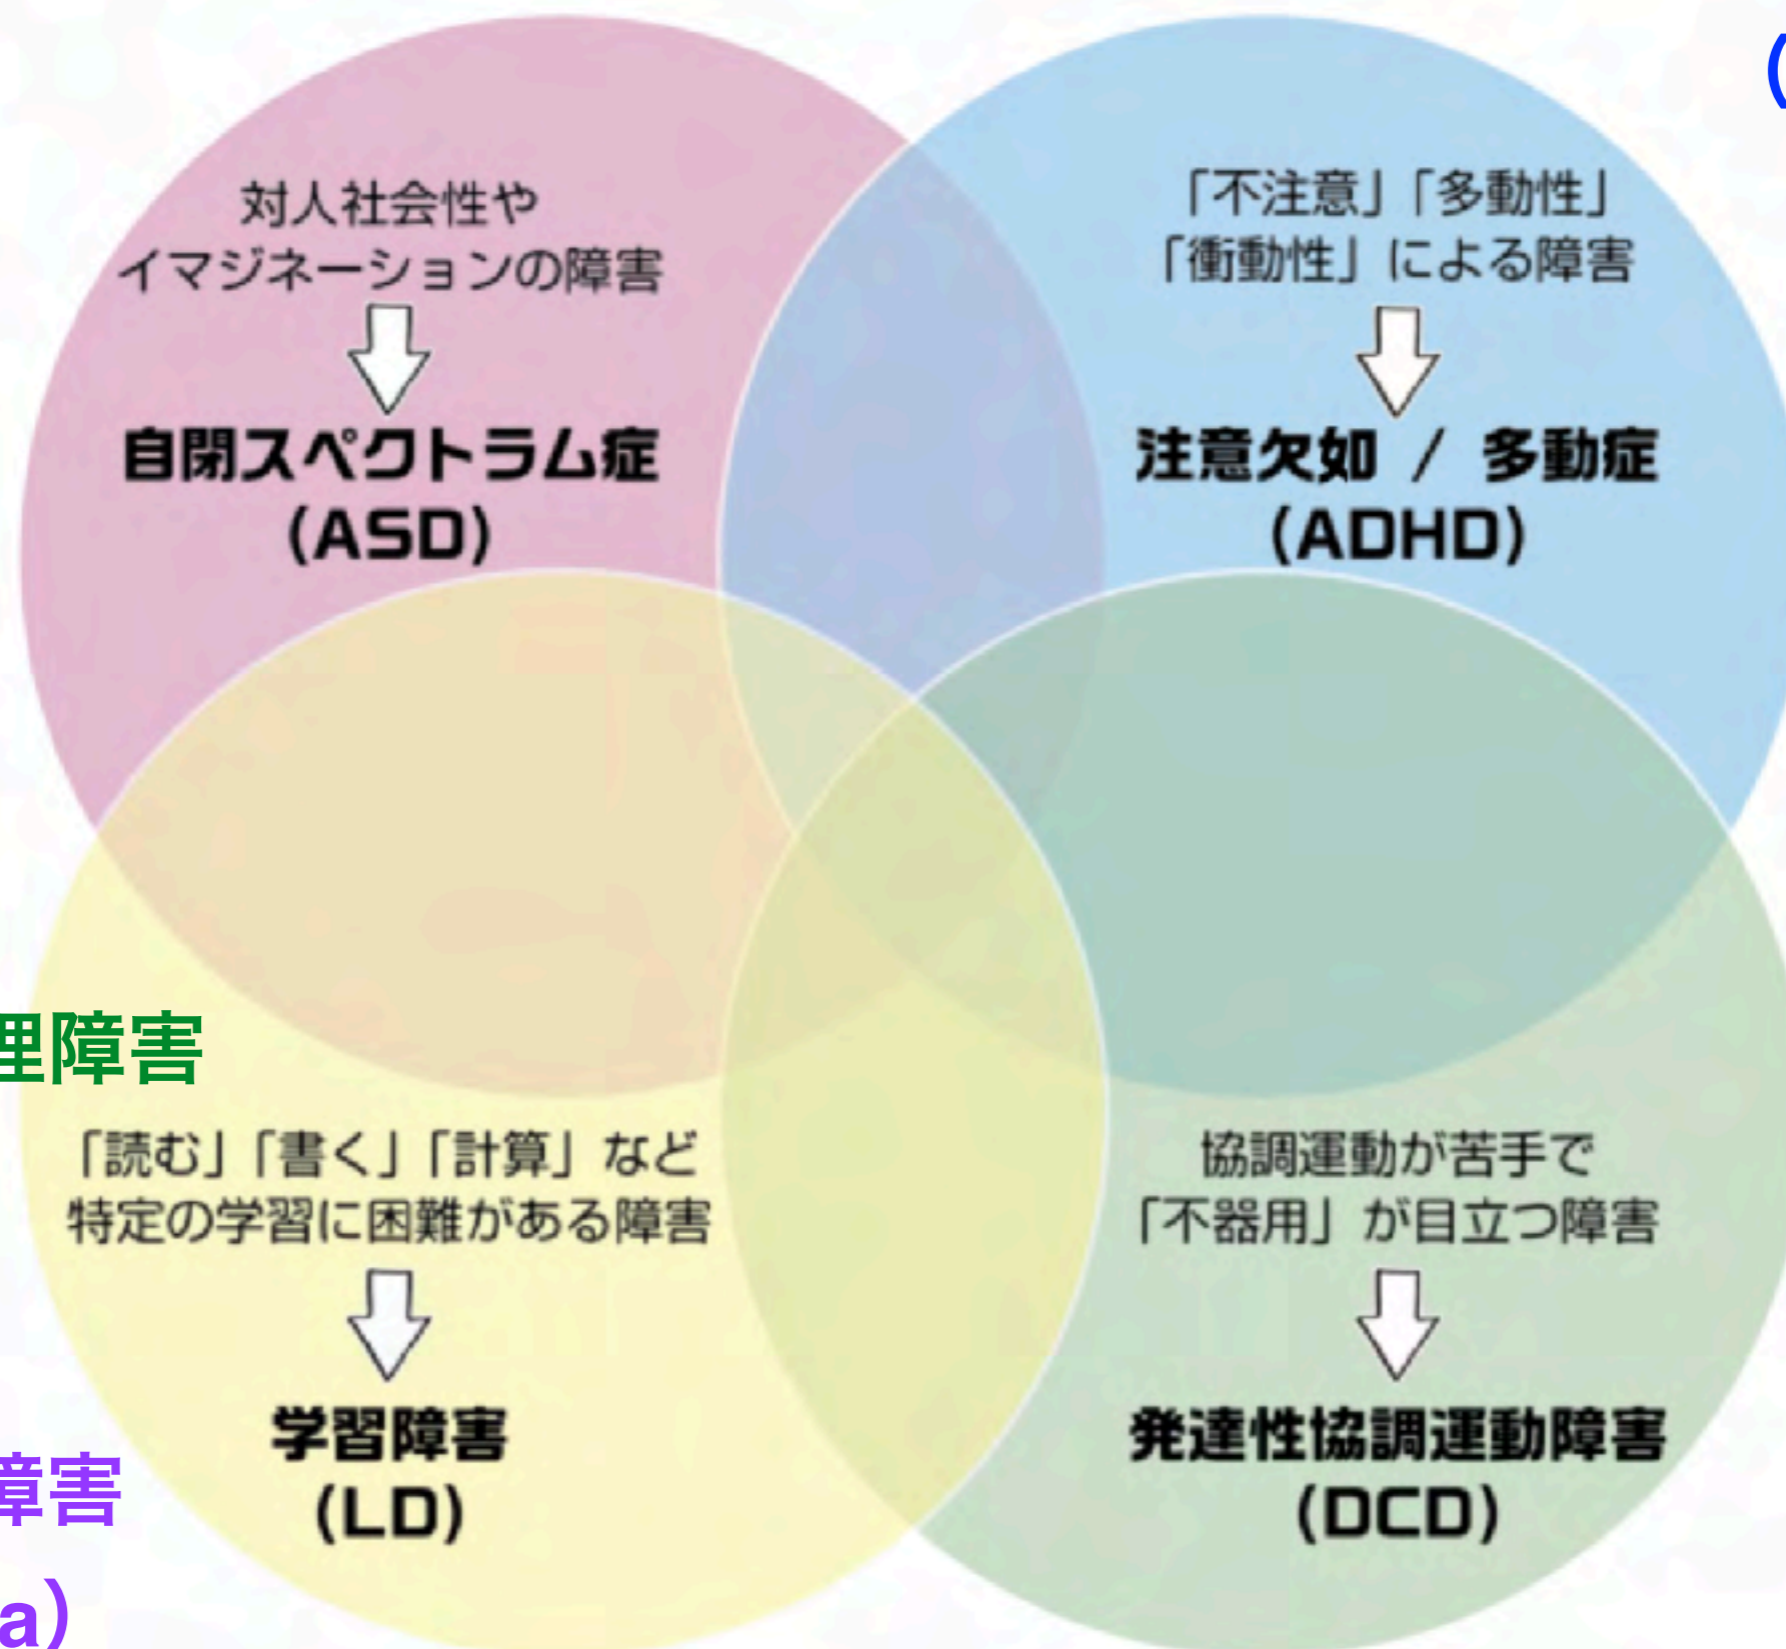 対人社会性や
イマジネーションの障害
自閉スペクトラム症
(ASD)
「不注意」「多動性」
「衝動性」による障害
注意欠如 / 多動症
(ADHD)
(
理障害
「読む」「書く」「計算」など
特定の学習に困難がある障害
学習障害
(LD)
協調運動が苦手で
「不器用」が目立つ障害
発達性協調運動障害
(DCD)
障害
a)